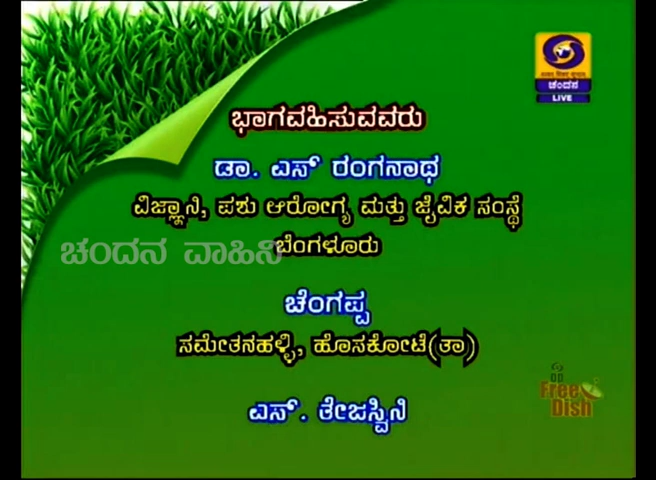 ಚಂದನ
LIVE
ಭಾಗವಹಿಸುವವರು
ಡಾ. ಎಸ್ ರಂಗನಾಥ
ವಿಜ್ಞಾನಿ, ಪಶು ಆರೋಗ್ಯ ಮತ್ತು ಜೈವಿಕ ಸಂಸ್ಥೆ
ಚಂದನ ವಾಹಿನಿ
ಬೆಂಗಳೂರು
ಚೆಂಗಪ್ಪ
ಸಮೇತನಹಳ್ಳಿ, ಹೊಸಕೋಟೆ(ತಾ)
ಎಸ್. ತೇಜಸ್ವಿನಿ
DD
Free
Dish